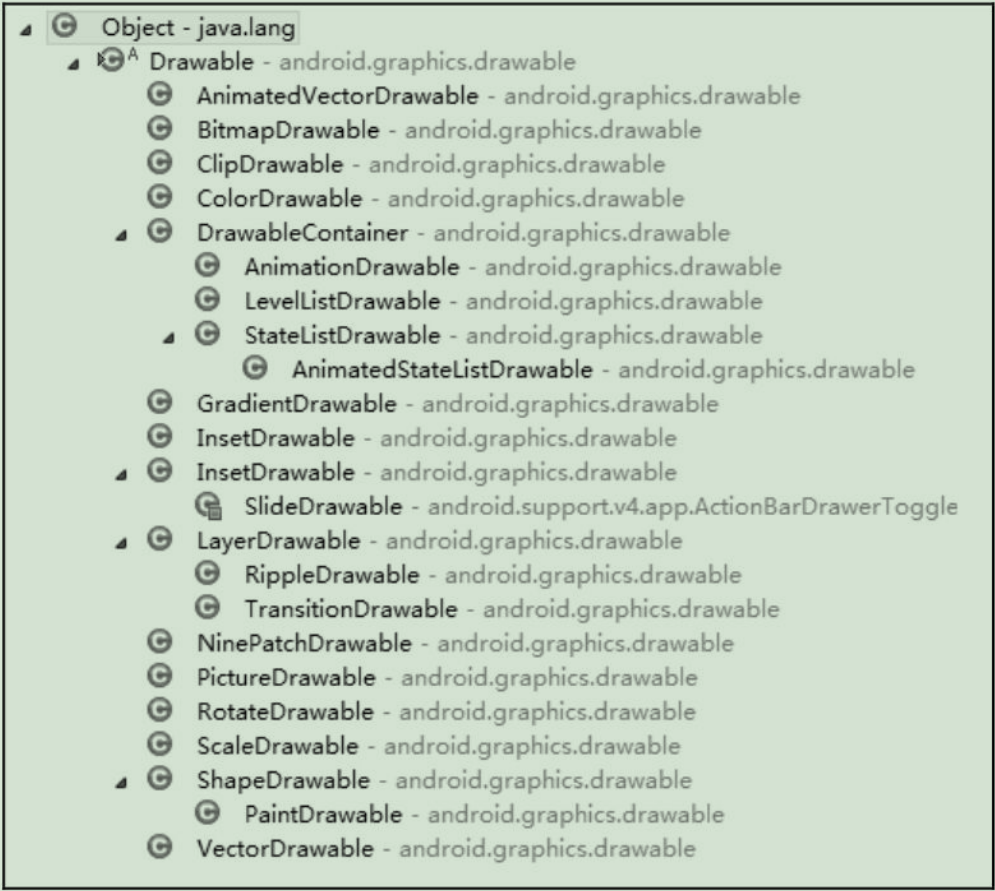 Object - java.lang
A Drawable - android.graphics.drawable
AnimatedVectorDrawable - android.graphics.drawable
BitmapDrawable - android.graphics.drawable
ClipDrawable - android.graphics.drawable
ColorDrawable - android.graphics.drawable
DrawableContainer - android.graphics.drawable
AnimationDrawable - android.graphics.drawable
LevelListDrawable - android.graphics.drawable
StateListDrawable - android.graphics.drawable
AnimatedStateListDrawable - android.graphics.drawable
GradientDrawable - android.graphics.drawable
InsetDrawable - android.graphics.drawable
InsetDrawable - android.graphics.drawable
SlideDrawable - android.support.v4.app.ActionBarDrawerToggle
LayerDrawable - android.graphics.drawable
RippleDrawable - android.graphics.drawable
TransitionDrawable - android.graphics.drawable
NinePatchDrawable - android.graphics.drawable
PictureDrawable - android.graphics.drawable
RotateDrawable - android.graphics.drawable
ScaleDrawable - android.graphics.drawable
ShapeDrawable - android.graphics.drawable
PaintDrawable - android.graphics.drawable
VectorDrawable - android.graphics.drawable